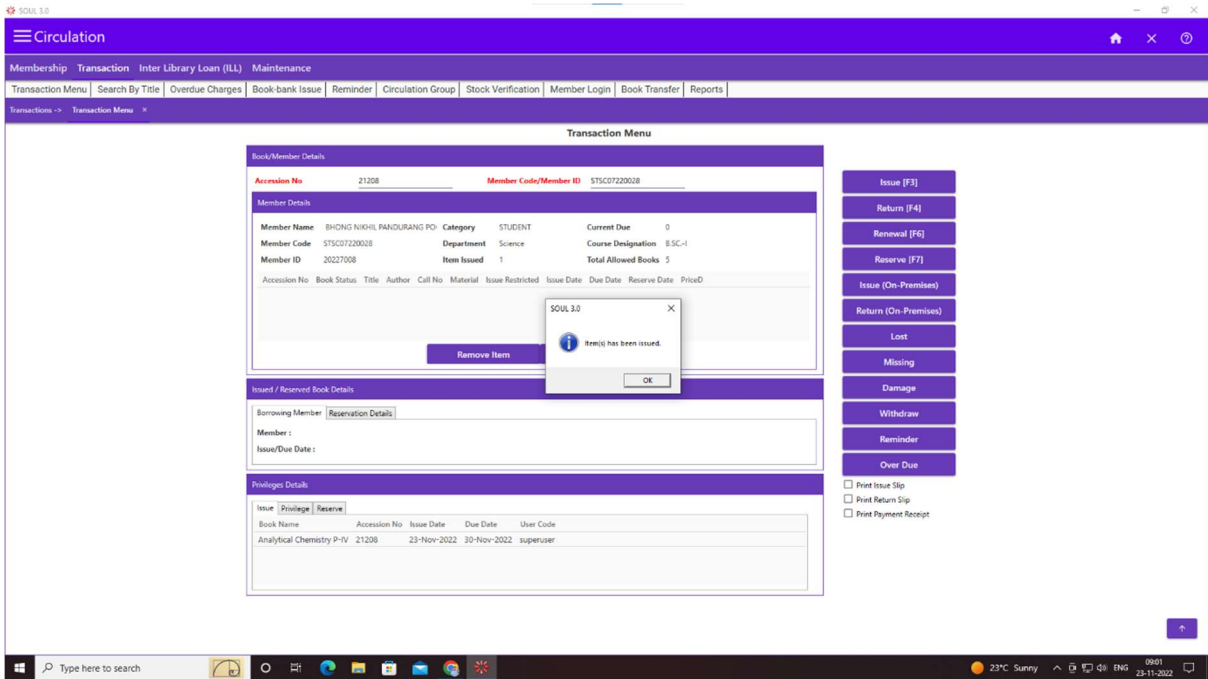 SOUL 3.0
Circulation
Membership Transaction Inter Library Loan (ILL) Maintenance
Transaction Menu Search By Title Overdue Charges Book-bank Issue Reminder Circulation Group Stock Verification Member Login Book Transfer Reports
Transactions -> Transaction Menu ×
Transaction Menu
Book/Member Details
Accession No 21208 Member Code/Member ID STSC07220028
Member Details
Member Name BHONG NIKHIL PANDURANG Category STUDENT Current Due 0
Member Code STSC07220028 Department Science Course Designation B.SC.-I
Member ID 20227008 Item Issued 1 Total Allowed Books 5
Accession No Book Status Title Author Call No Material Issue Restricted Issue Date Due Date Reserve Date PriceD
SOUL 3.0
Item(s) has been issued.
OK
Remove Item
Issued / Reserved Book Details
Borrowing Member Reservation Details
Member :
Issue/Due Date :
Privileges Details
Issue Privilege Reserve
Book Name Accession No Issue Date Due Date User Code
Analytical Chemistry P-IV 21208 23-Nov-2022 30-Nov-2022 superuser
Issue [F3]
Return [F4]
Renewal [F6]
Reserve [F7]
Issue (On-Premises)
Return (On-Premises)
Lost
Missing
Damage
Withdraw
Reminder
Over Due
Print Issue Slip
Print Return Slip
Print Payment Receipt
Type here to search
23°C Sunny ENG 09:01
23-11-2022